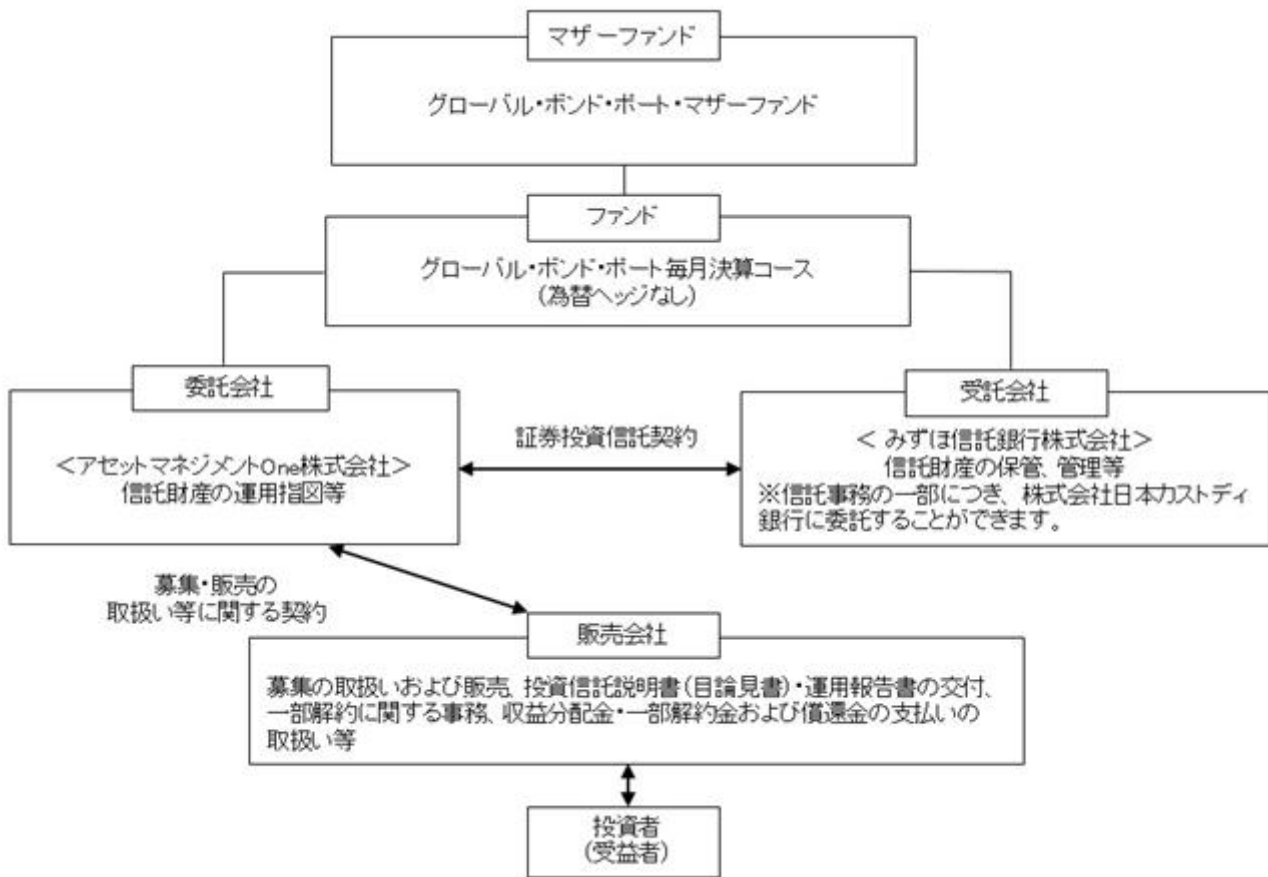 マザーファンド
グローバル・ボンド・ポート・マザーファンド
ファンド
グローバル・ボンド・ポート毎月決算コース
(為替ヘッジなし)
委託会社
<アセットマネジメントOne株式会社>
信託財産の運用指図等
証券投資信託契約
受託会社
< みずほ信託銀行株式会社>
信託財産の保管、管理等
※信託事務の一部につき、株式会社日本カストディ
銀行に委託することができます。
募集・販売の
取扱い等に関する契約
販売会社
募集の取扱いおよび販売、投資信託説明書(目論見書)・運用報告書の交付、
一部解約に関する事務、収益分配金・一部解約金および償還金の支払いの
取扱い等
投資者
(受益者)